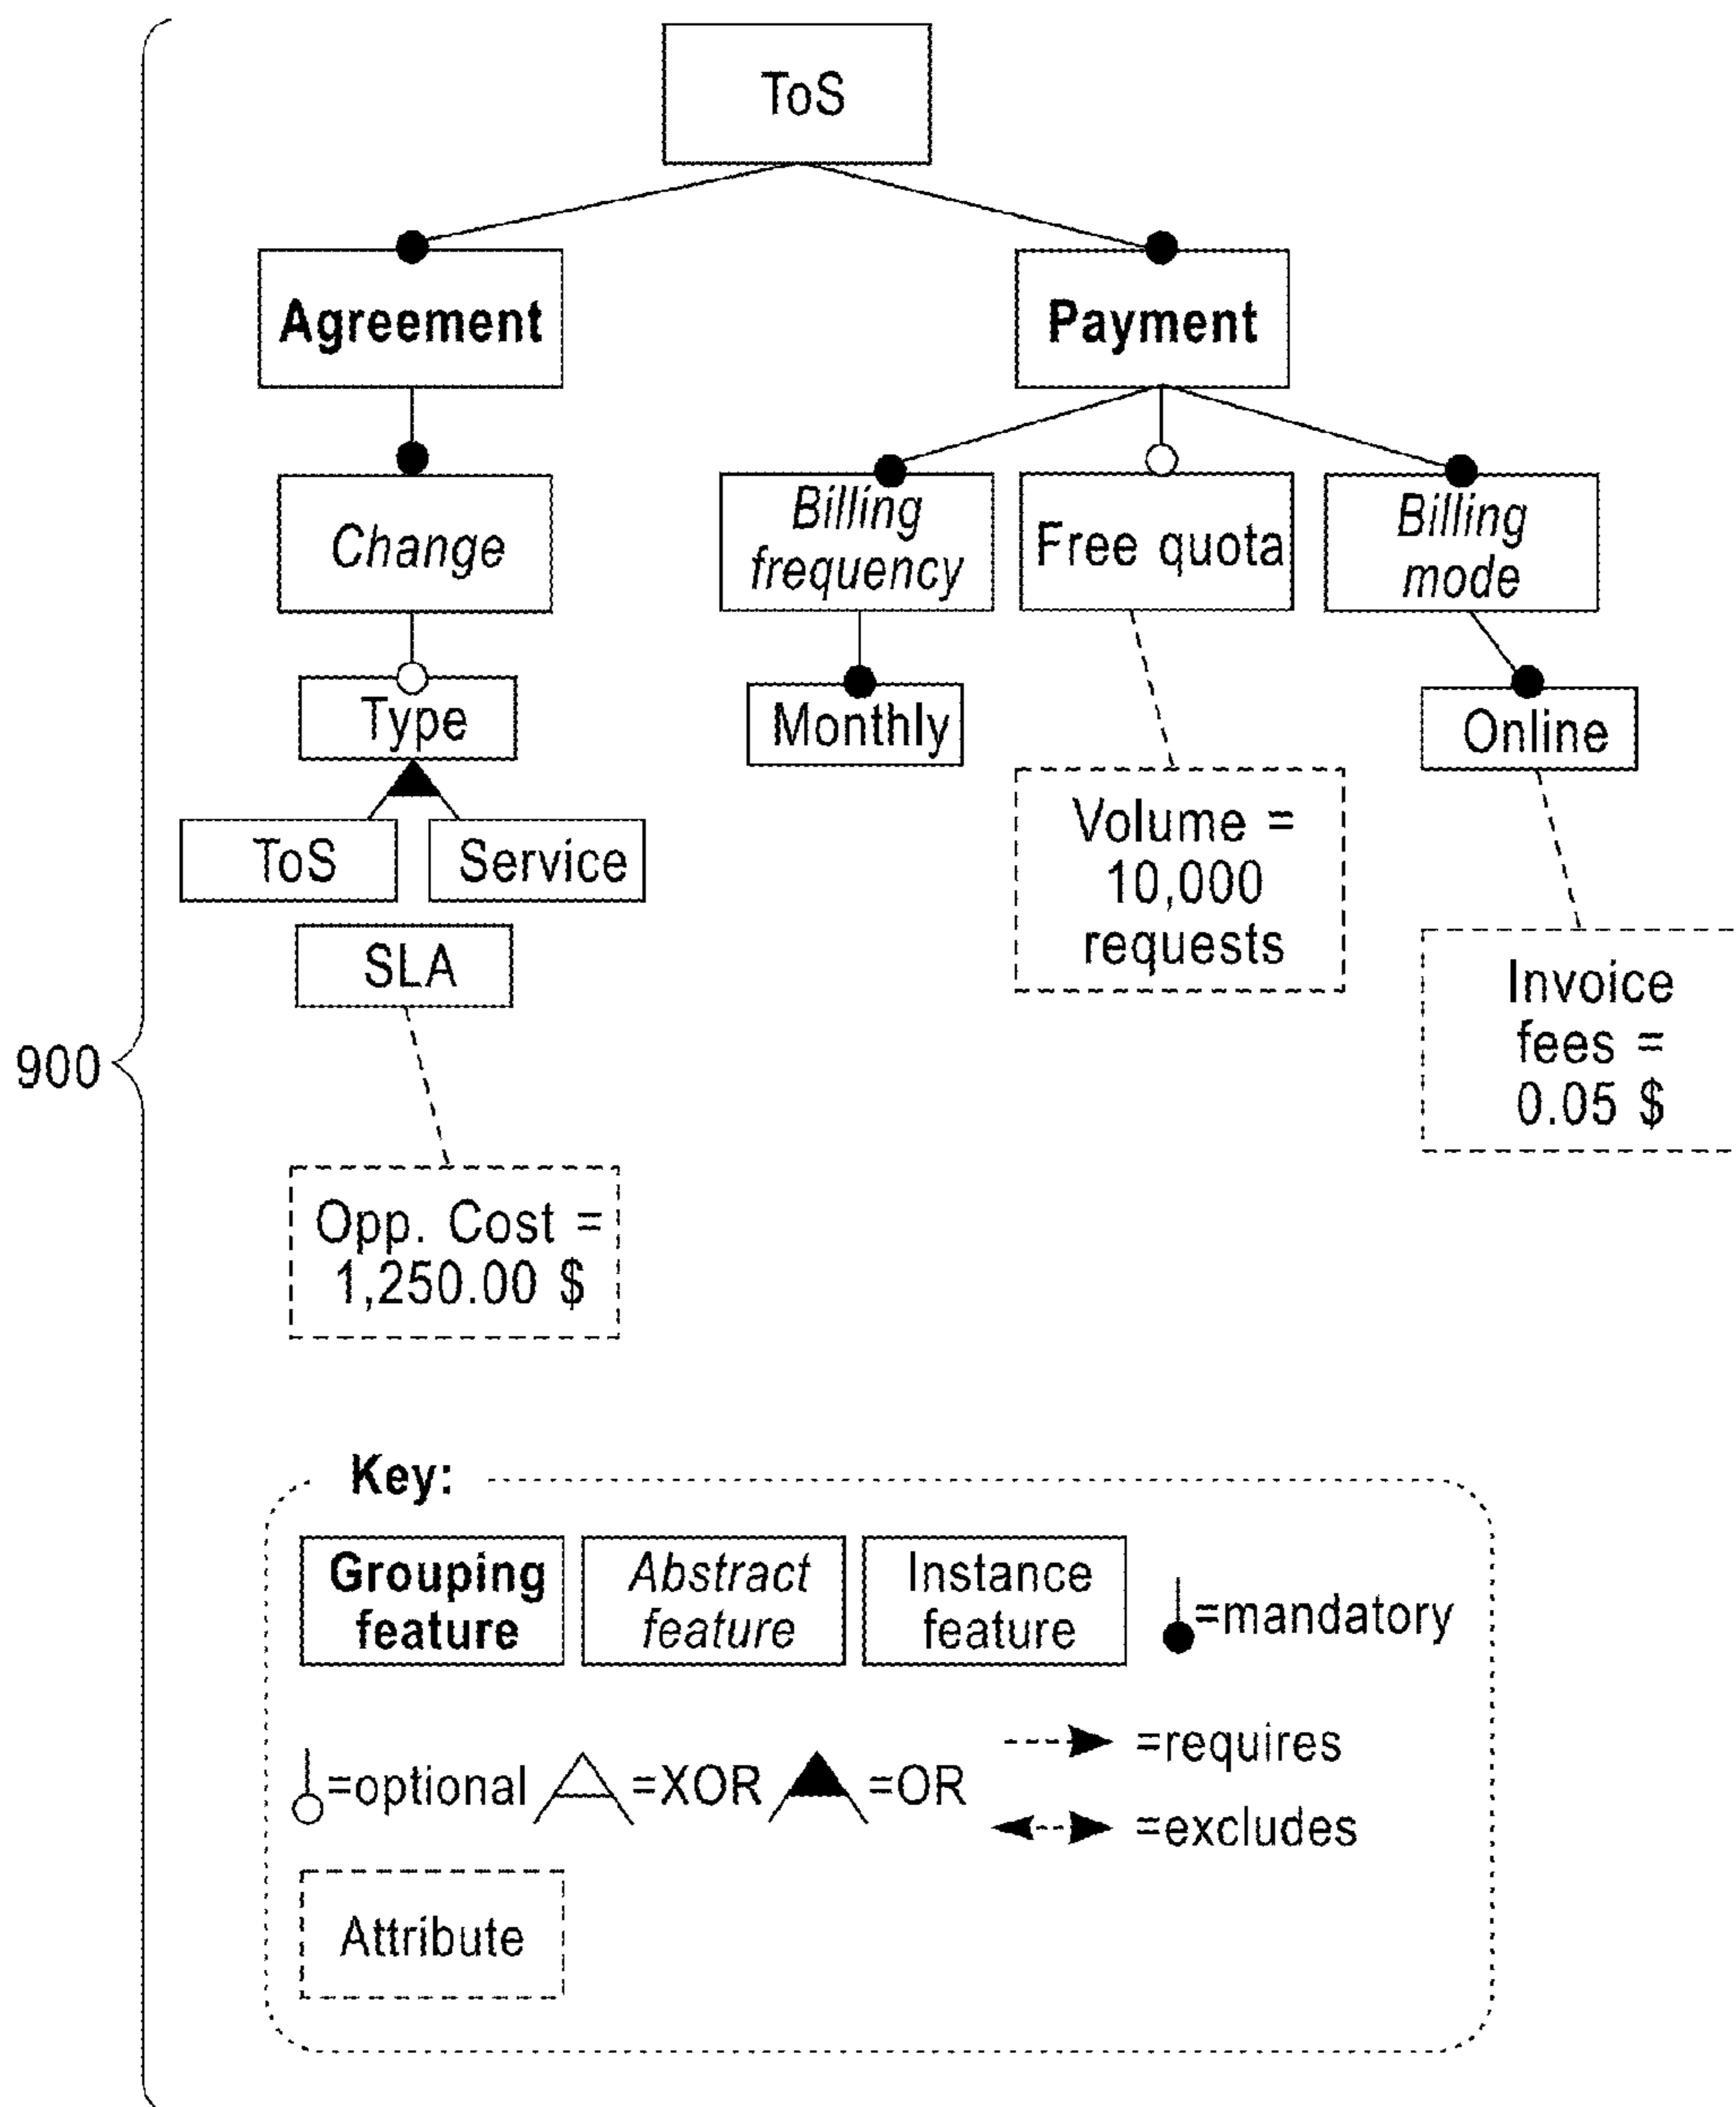 ToS
Agreement
Payment
Change
Billing
frequency
Free quota
Billing
mode
Type
Monthly
Online
ToS
Service
SLA
Volume =
10,000
requests
Invoice
fees =
0.05 $
900
Opp. Cost =
1,250.00 $
Key:
Grouping
feature
Abstract
feature
Instance
feature
=mandatory
=optional
=XOR
=OR
=requires
=excludes
Attribute